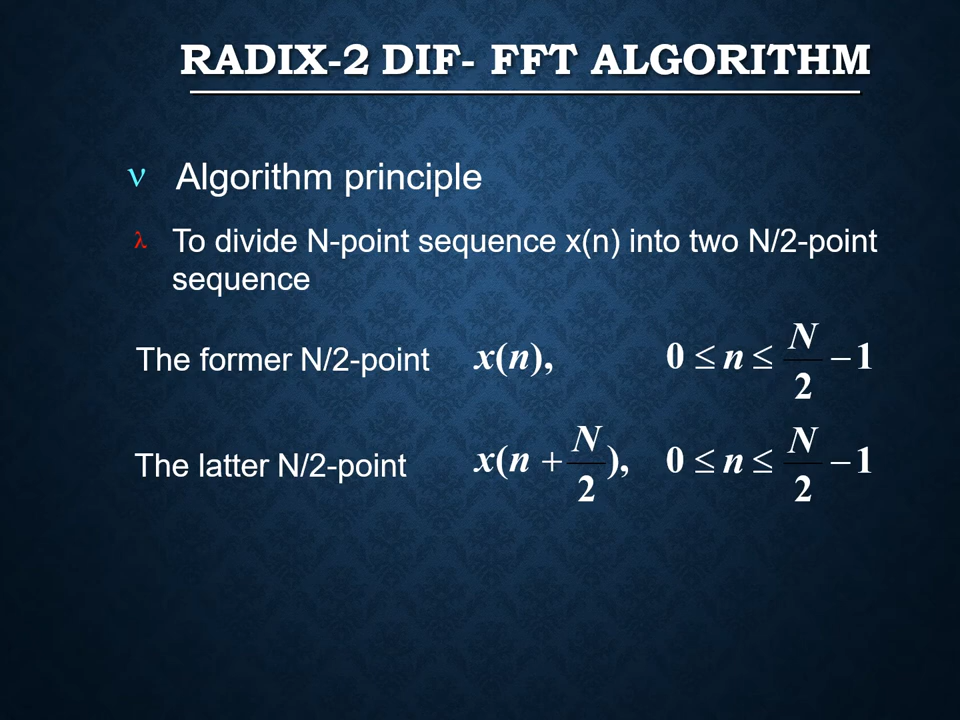 RADIX-2 DIF- FFT ALGORITHM
ν Algorithm principle
λ To divide N-point sequence x(n) into two N/2-point
sequence
The former N/2-point x(n), 0 ≤ n ≤ N/2 − 1
The latter N/2-point x(n + N/2), 0 ≤ n ≤ N/2 − 1